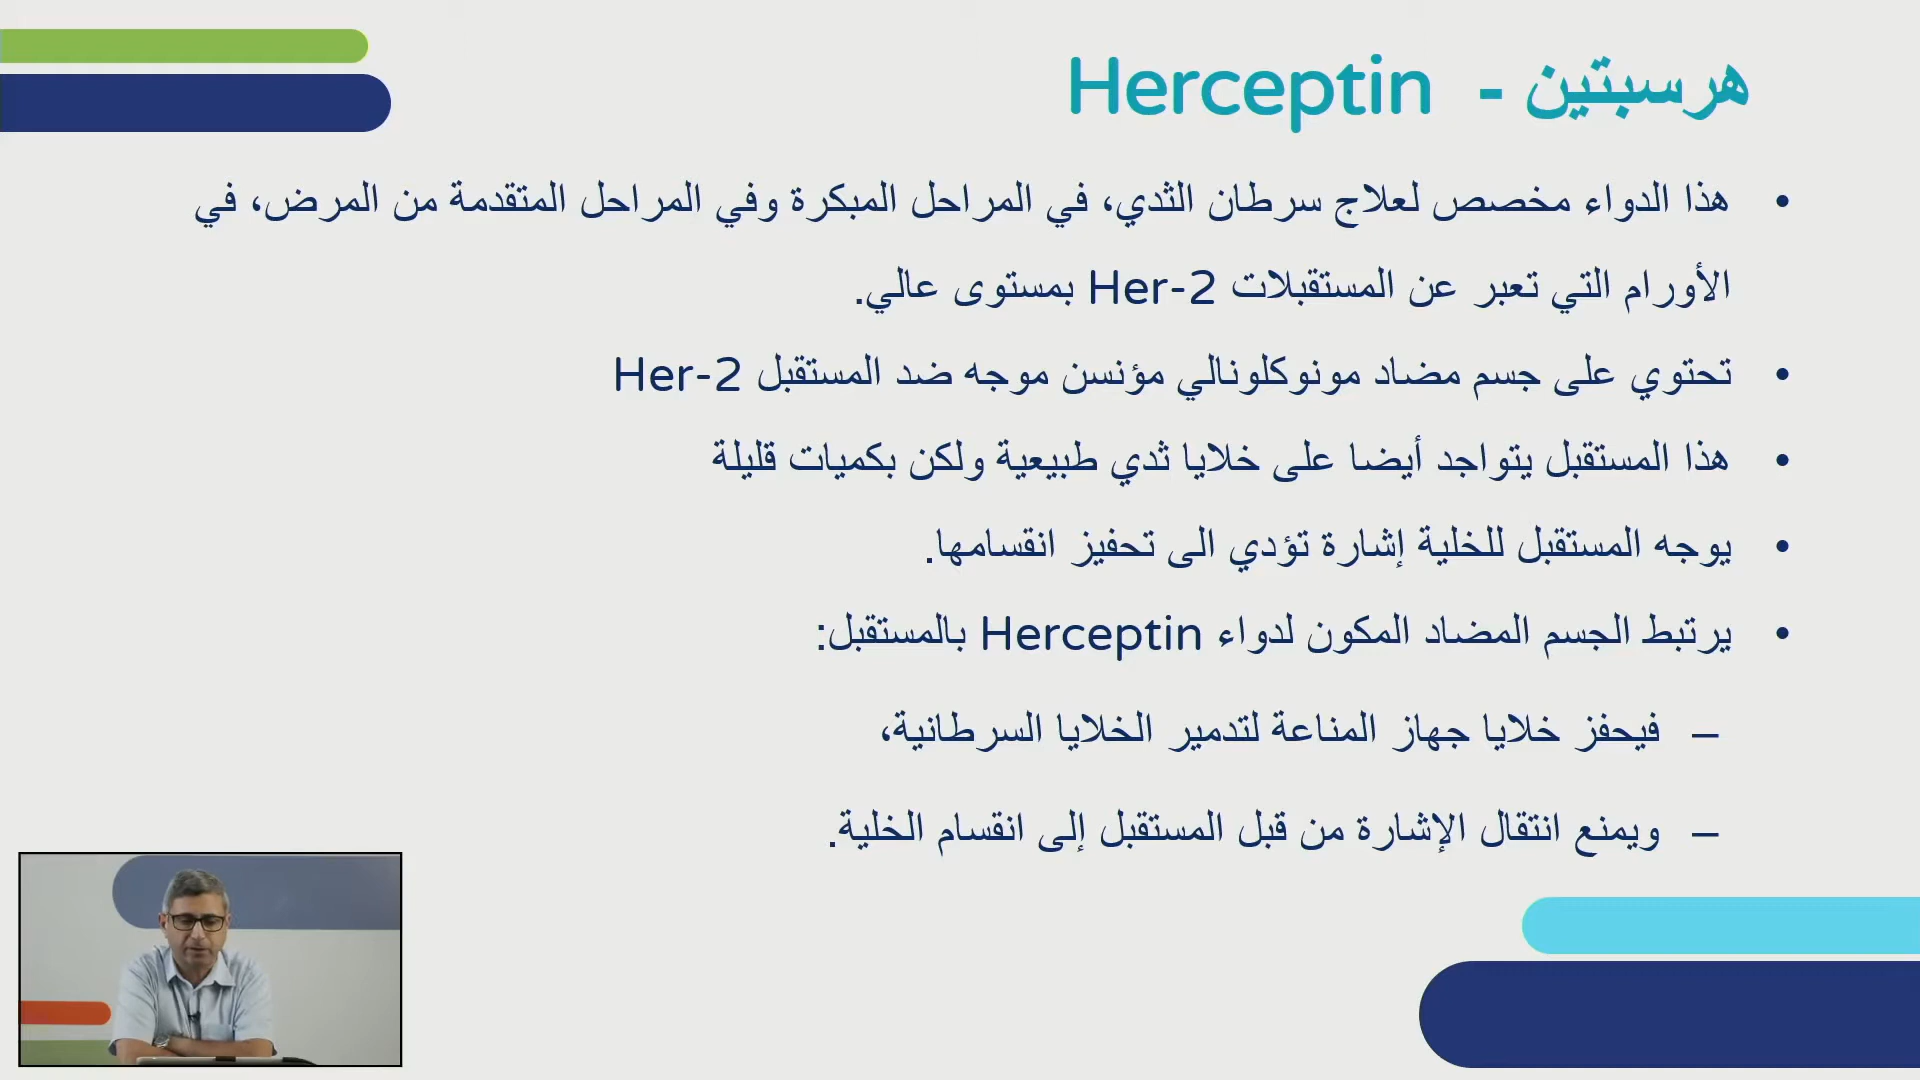 هرسبتين - Herceptin
• هذا الدواء مخصص لعلاج سرطان الثدي، في المراحل المبكرة وفي المراحل المتقدمة من المرض، في
الأورام التي تعبر عن المستقبلات Her-2 بمستوى عالي.
• تحتوي على جسم مضاد مونوكلونالي مؤنسن موجه ضد المستقبل Her-2
• هذا المستقبل يتواجد أيضا على خلايا ثدي طبيعية ولكن بكميات قليلة
• يوجه المستقبل للخلية إشارة تؤدي الى تحفيز انقسامها.
• يرتبط الجسم المضاد المكون لدواء Herceptin بالمستقبل:
– فيحفز خلايا جهاز المناعة لتدمير الخلايا السرطانية،
– ويمنع انتقال الإشارة من قبل المستقبل إلى انقسام الخلية.